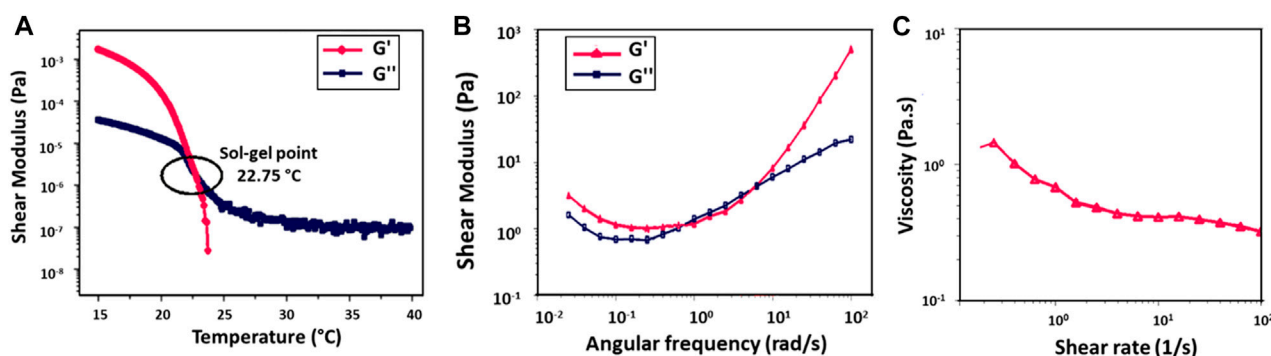 A
Shear Modulus (Pa)
10⁻³
10⁻⁴
10⁻⁵
10⁻⁶
10⁻⁷
10⁻⁸
G'
G''
Sol-gel point
22.75 °C
15 20 25 30 35 40
Temperature (°C)
B
Shear Modulus (Pa)
10³
10²
10¹
10⁰
10⁻¹
G'
G''
10⁻² 10⁻¹ 10⁰ 10¹ 10²
Angular frequency (rad/s)
C
Viscosity (Pa.s)
10¹
10⁰
10⁻¹
10⁰ 10¹ 10²
Shear rate (1/s)